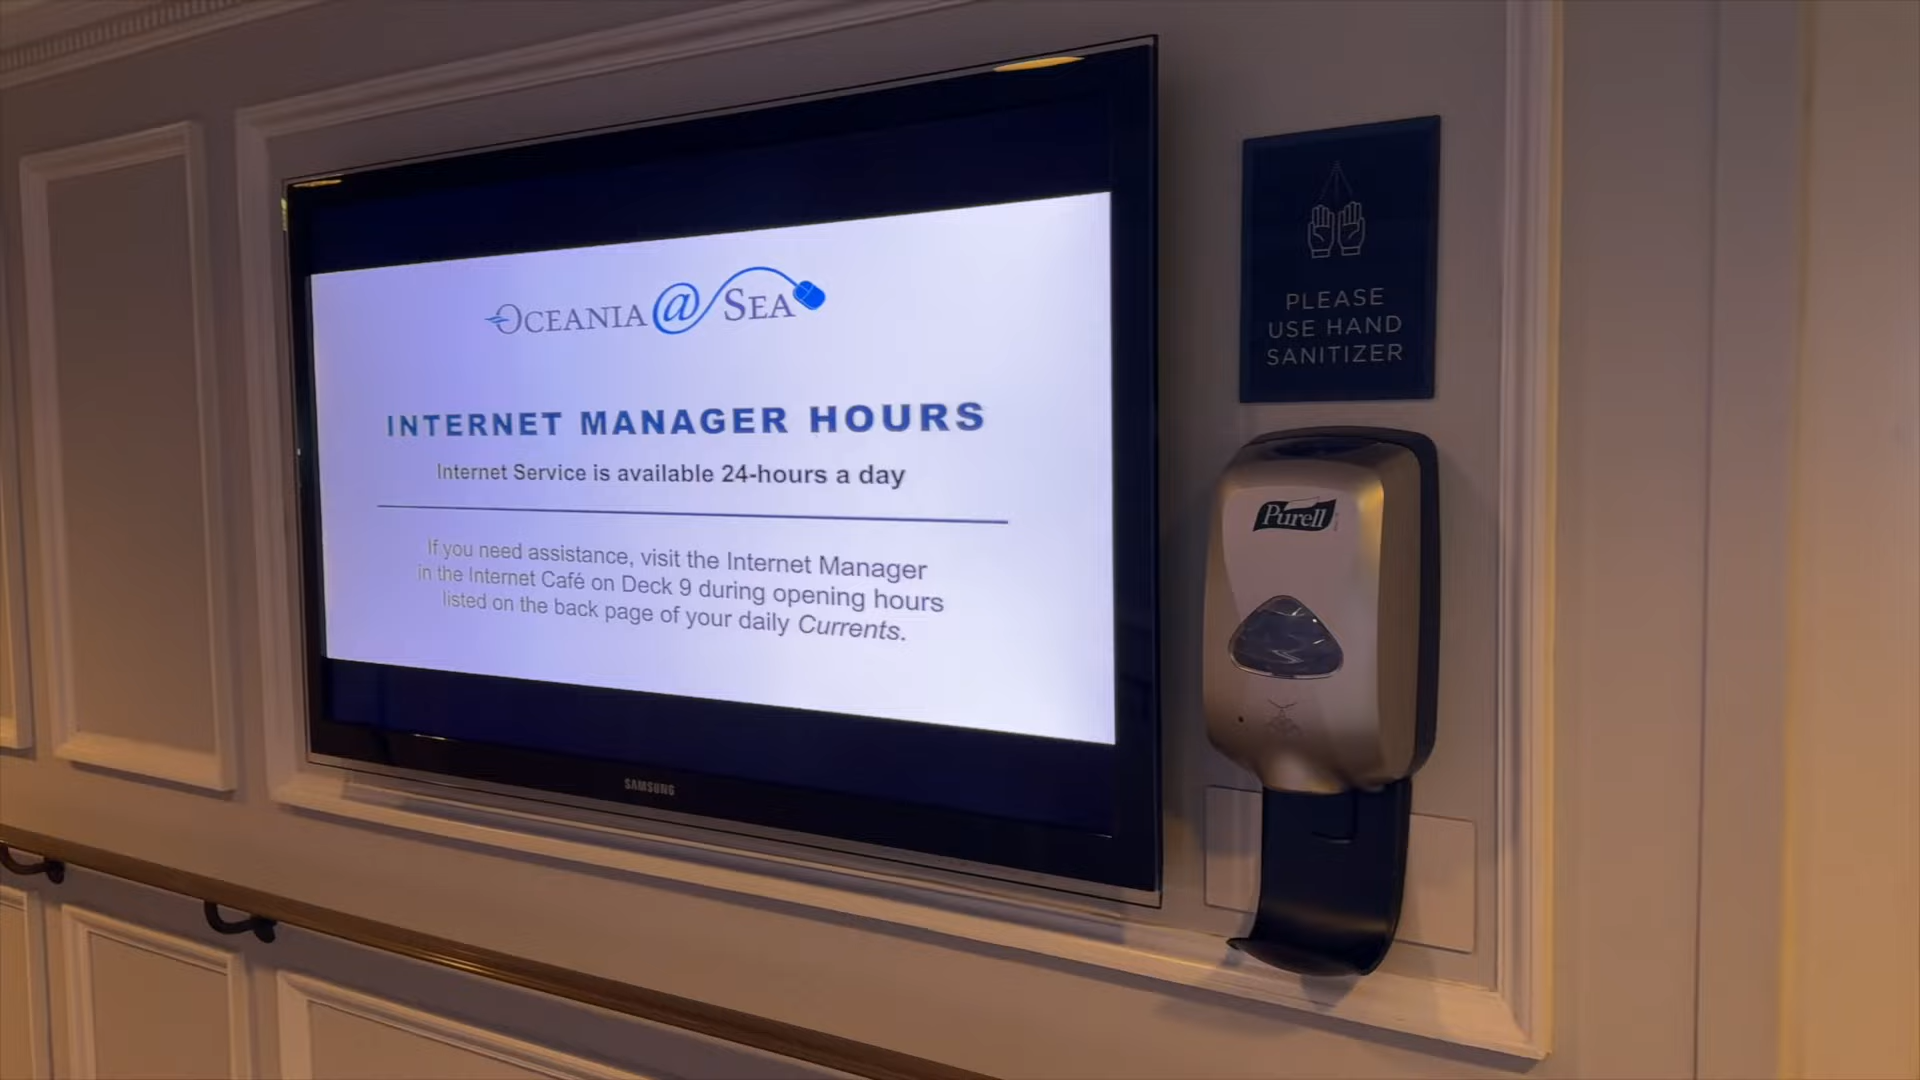 OCEANIA @ SEA
INTERNET MANAGER HOURS
Internet Service is available 24-hours a day
If you need assistance, visit the Internet Manager
in the Internet Café on Deck 9 during opening hours
listed on the back page of your daily Currents.
SAMSUNG
PLEASE
USE HAND
SANITIZER
Purell